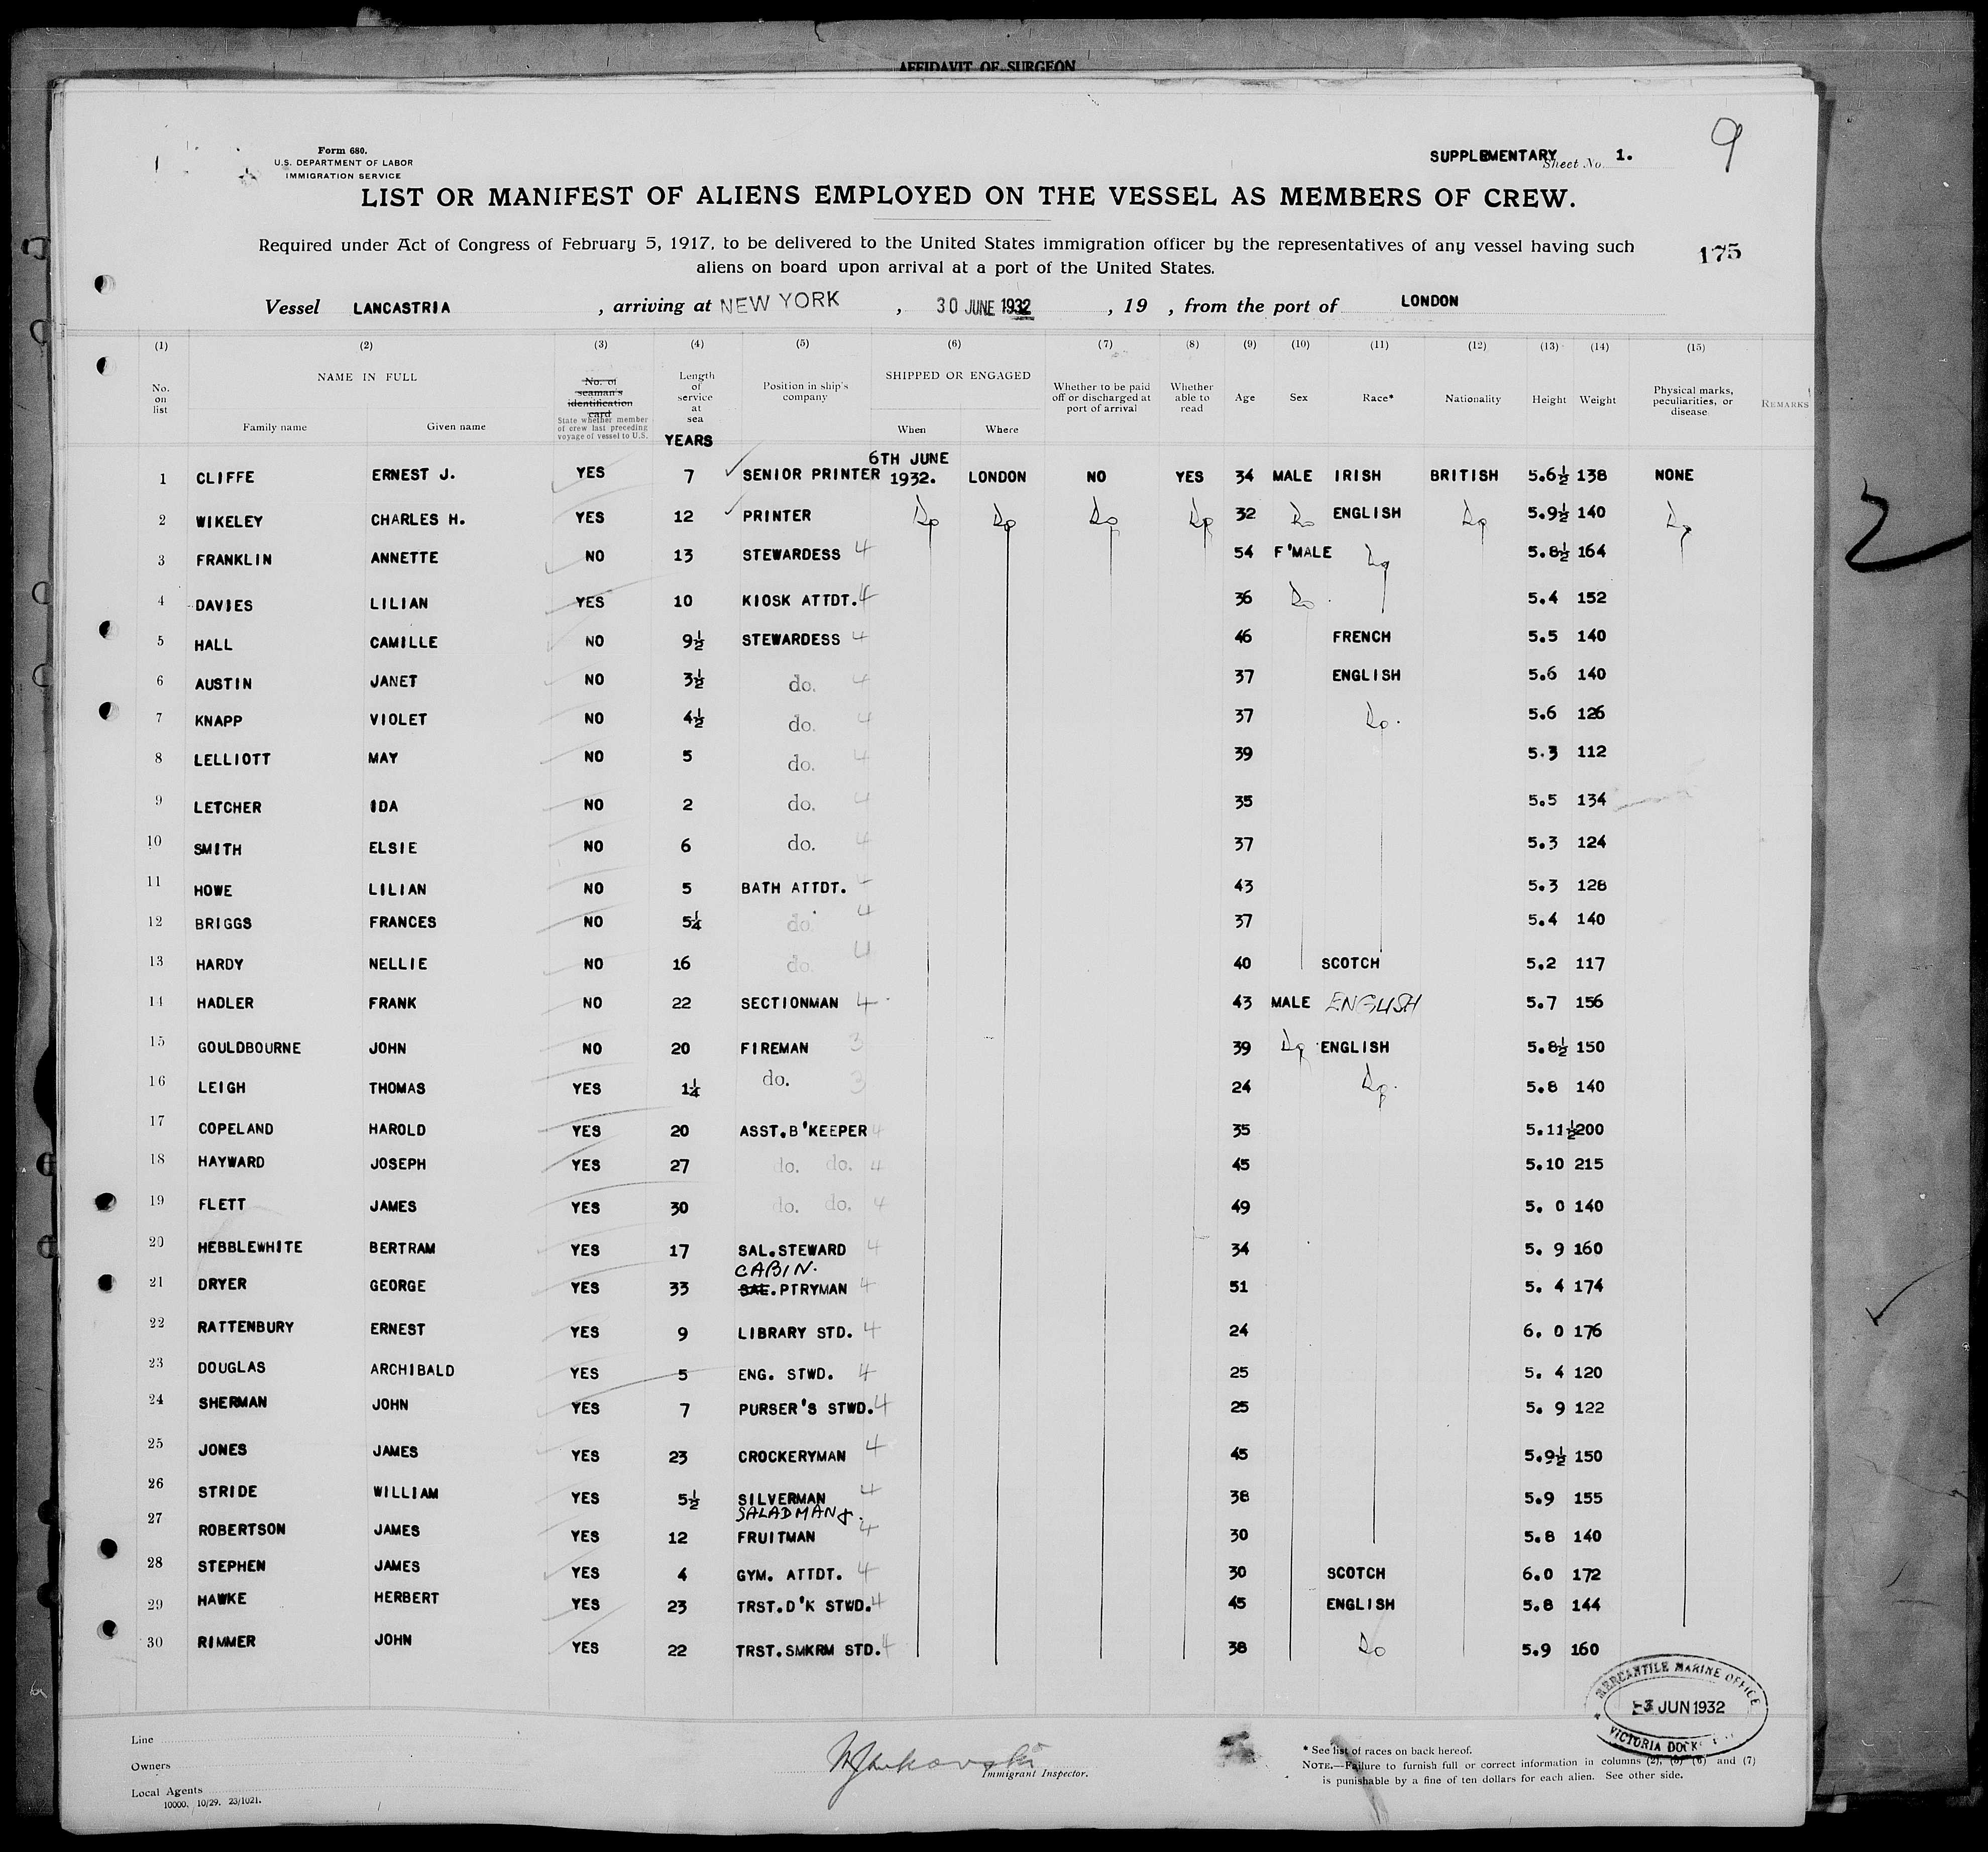 AFFIDAVIT OF SURGEON
9
Form 680.
U.S. DEPARTMENT OF LABOR
IMMIGRATION SERVICE
SUPPLEMENTARY Sheet No. 1.
LIST OR MANIFEST OF ALIENS EMPLOYED ON THE VESSEL AS MEMBERS OF CREW.
Required under Act of Congress of February 5, 1917, to be delivered to the United States immigration officer by the representatives of any vessel having such
aliens on board upon arrival at a port of the United States.
175
Vessel LANCASTRIA , arriving at NEW YORK , 30 JUNE 1932 , 19 , from the port of LONDON
(1) (2) (3) (4) (5) (6) (7) (8) (9) (10) (11) (12) (13) (14) (15)
No. on list
NAME IN FULL
Family name Given name
No. of seaman's identification card
State whether member of crew last preceding voyage of vessel to U.S.
Length of service at sea
YEARS
Position in ship's company
SHIPPED OR ENGAGED
When Where
Whether to be paid off or discharged at port of arrival
Whether able to read
Age Sex Race* Nationality Height Weight
Physical marks, peculiarities, or disease
REMARKS
1 CLIFFE ERNEST J. YES 7 SENIOR PRINTER 6TH JUNE 1932. LONDON NO YES 34 MALE IRISH BRITISH 5.6½ 138 NONE
2 WIKELEY CHARLES H. YES 12 PRINTER Do Do Do Do 32 Do ENGLISH Do 5.9½ 140 Do
3 FRANKLIN ANNETTE NO 13 STEWARDESS 4 54 F'MALE Do 5.8½ 164
4 DAVIES LILIAN YES 10 KIOSK ATTDT. 4 36 Do. 5.4 152
5 HALL CAMILLE NO 9½ STEWARDESS 4 46 FRENCH 5.5 140
6 AUSTIN JANET NO 3½ do. 4 37 ENGLISH 5.6 140
7 KNAPP VIOLET NO 4½ do. 4 37 Do. 5.6 126
8 LELLIOTT MAY NO 5 do. 4 39 5.3 112
9 LETCHER IDA NO 2 do. 4 35 5.5 134
10 SMITH ELSIE NO 6 do. 4 37 5.3 124
11 HOWE LILIAN NO 5 BATH ATTDT. 43 5.3 128
12 BRIGGS FRANCES NO 5¼ do. 4 37 5.4 140
13 HARDY NELLIE NO 16 do. 4 40 SCOTCH 5.2 117
14 HADLER FRANK NO 22 SECTIONMAN 4 43 MALE ENGLISH 5.7 156
15 GOULDBOURNE JOHN NO 20 FIREMAN 3 39 Do ENGLISH 5.8½ 150
16 LEIGH THOMAS YES 1¼ do. 3 24 Do. 5.8 140
17 COPELAND HAROLD YES 20 ASST.B'KEEPER 4 35 5.11½ 200
18 HAYWARD JOSEPH YES 27 do. do. 4 45 5.10 215
19 FLETT JAMES YES 30 do. do. 4 49 5. 0 140
20 HEBBLEWHITE BERTRAM YES 17 SAL.STEWARD 4 34 5. 9 160
CABIN.
21 DRYER GEORGE YES 33 SAL.PTRYMAN 4 51 5. 4 174
22 RATTENBURY ERNEST YES 9 LIBRARY STD. 4 24 6. 0 176
23 DOUGLAS ARCHIBALD YES 5 ENG. STWD. 4 25 5. 4 120
24 SHERMAN JOHN YES 7 PURSER'S STWD. 4 25 5. 9 122
25 JONES JAMES YES 23 CROCKERYMAN 4 45 5.9½ 150
26 STRIDE WILLIAM YES 5½ SILVERMAN 4 38 5.9 155
SALADMAN &.
27 ROBERTSON JAMES YES 12 FRUITMAN 4 30 5.8 140
28 STEPHEN JAMES YES 4 GYM. ATTDT. 4 30 SCOTCH 6.0 172
29 HAWKE HERBERT YES 23 TRST.D'K STWD. 4 45 ENGLISH 5.8 144
30 RIMMER JOHN YES 22 TRST.SMKRM STD. 4 38 Do 5.9 160
MERCANTILE MARINE OFFICE
3 JUN 1932
VICTORIA DOCK
Line
Owners
Local Agents
10000. 10/29. 23/1021.
Immigrant Inspector.
* See list of races on back hereof.
NOTE.—Failure to furnish full or correct information in columns (2), (5) (6) and (7)
is punishable by a fine of ten dollars for each alien. See other side.
2